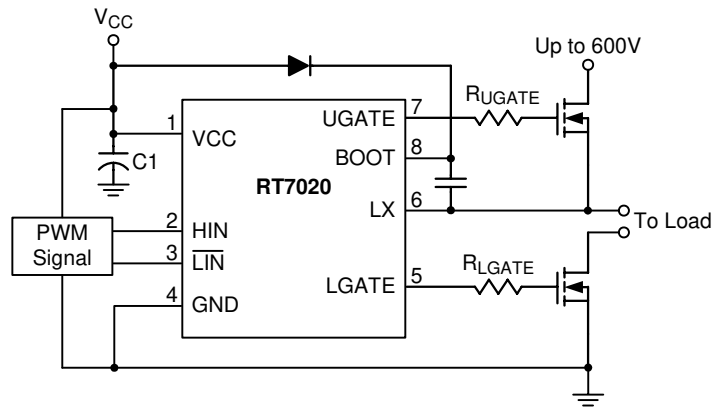 VCC
Up to 600V
RUGATE
7
UGATE
1
VCC
8
BOOT
C1
RT7020
6
LX
To Load
PWM
Signal
2
HIN
3
LIN
RLGATE
5
LGATE
4
GND